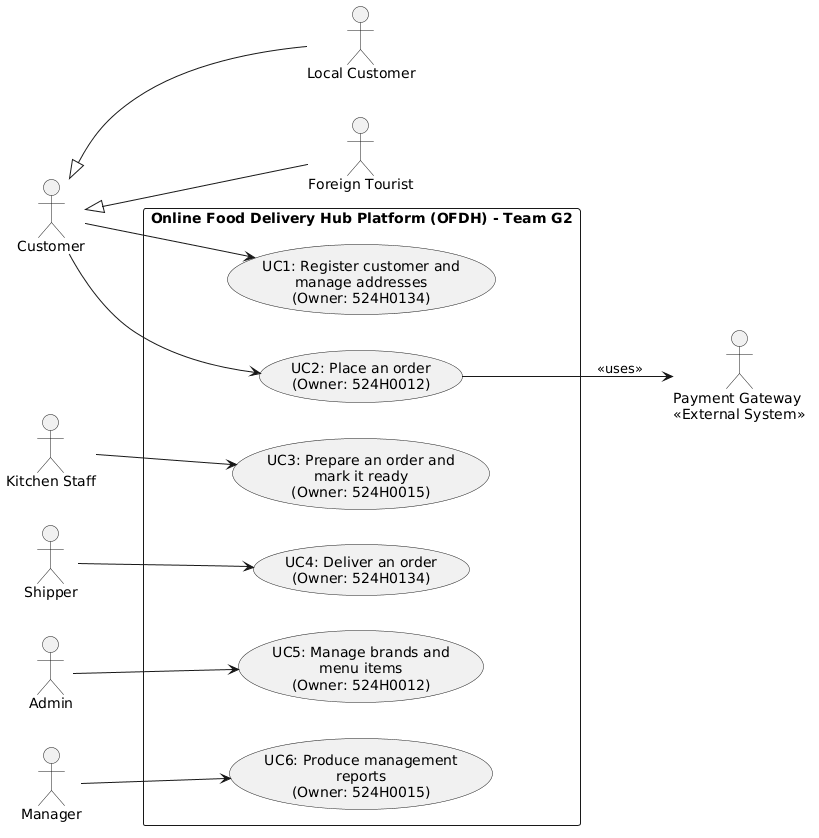 Local Customer
Foreign Tourist
Customer
Online Food Delivery Hub Platform (OFDH) - Team G2
UC1: Register customer and
manage addresses
(Owner: 524H0134)
UC2: Place an order
(Owner: 524H0012)
«uses»
Payment Gateway
«External System»
Kitchen Staff
UC3: Prepare an order and
mark it ready
(Owner: 524H0015)
Shipper
UC4: Deliver an order
(Owner: 524H0134)
Admin
UC5: Manage brands and
menu items
(Owner: 524H0012)
Manager
UC6: Produce management
reports
(Owner: 524H0015)